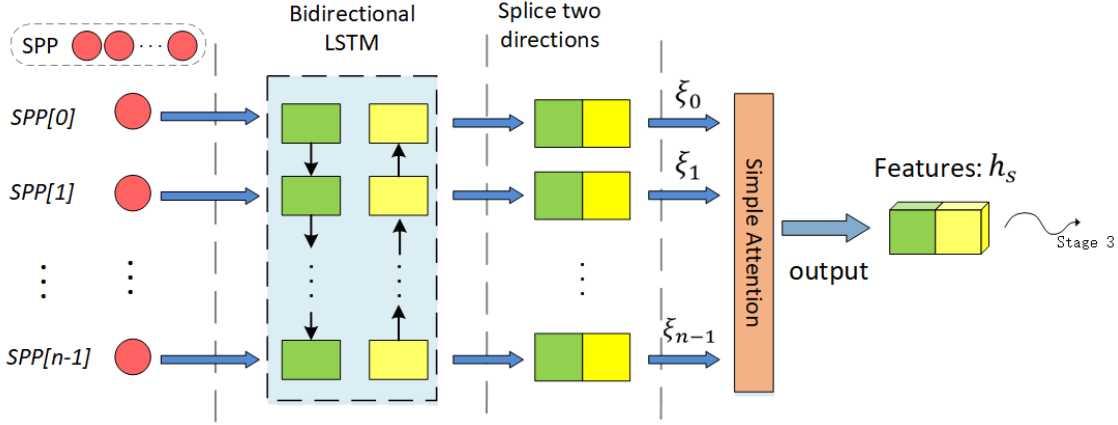 Bidirectional
LSTM
Splice two
directions
SPP
SPP[0]
ξ₀
SPP[1]
ξ₁
SPP[n-1]
ξₙ₋₁
Simple Attention
output
Features: hₛ
Stage 3